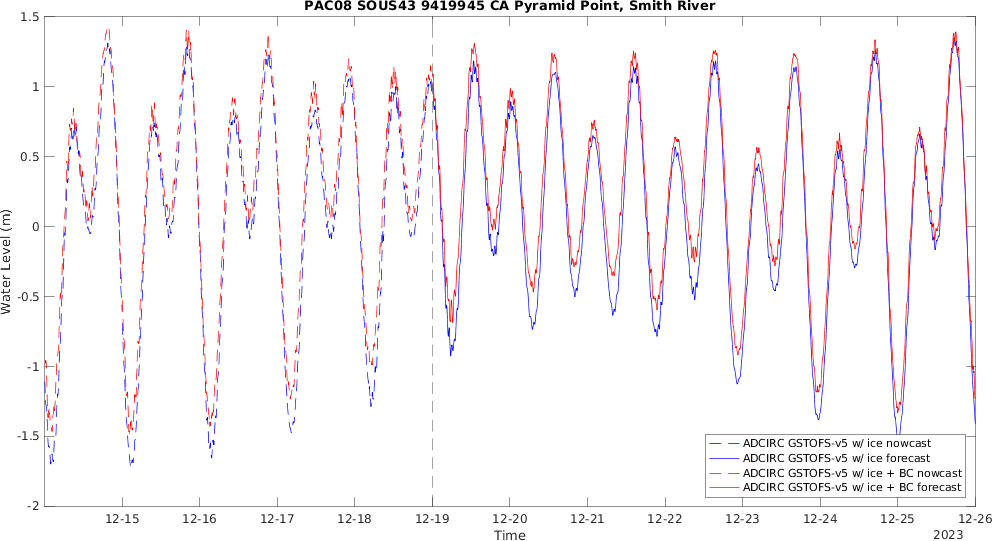 PAC08 SOUS43 9419945 CA Pyramid Point, Smith River
Water Level (m)
1.5
1
0.5
0
-0.5
-1
-1.5
-2
12-15 12-16 12-17 12-18 12-19 12-20 12-21 12-22 12-23 12-24 12-25 12-26
Time
2023
ADCIRC GSTOFS-v5 w/ ice nowcast
ADCIRC GSTOFS-v5 w/ ice forecast
ADCIRC GSTOFS-v5 w/ ice + BC nowcast
ADCIRC GSTOFS-v5 w/ ice + BC forecast